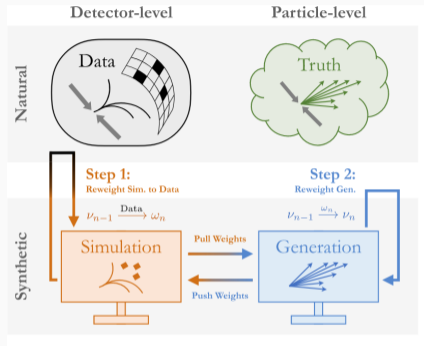 Detector-level Particle-level
Natural
Data
Truth
Step 1:
Reweight Sim. to Data
Step 2:
Reweight Gen.
Synthetic
νₙ₋₁ —Data→ ωₙ
νₙ₋₁ —ωₙ→ νₙ
Simulation
Pull Weights
Push Weights
Generation